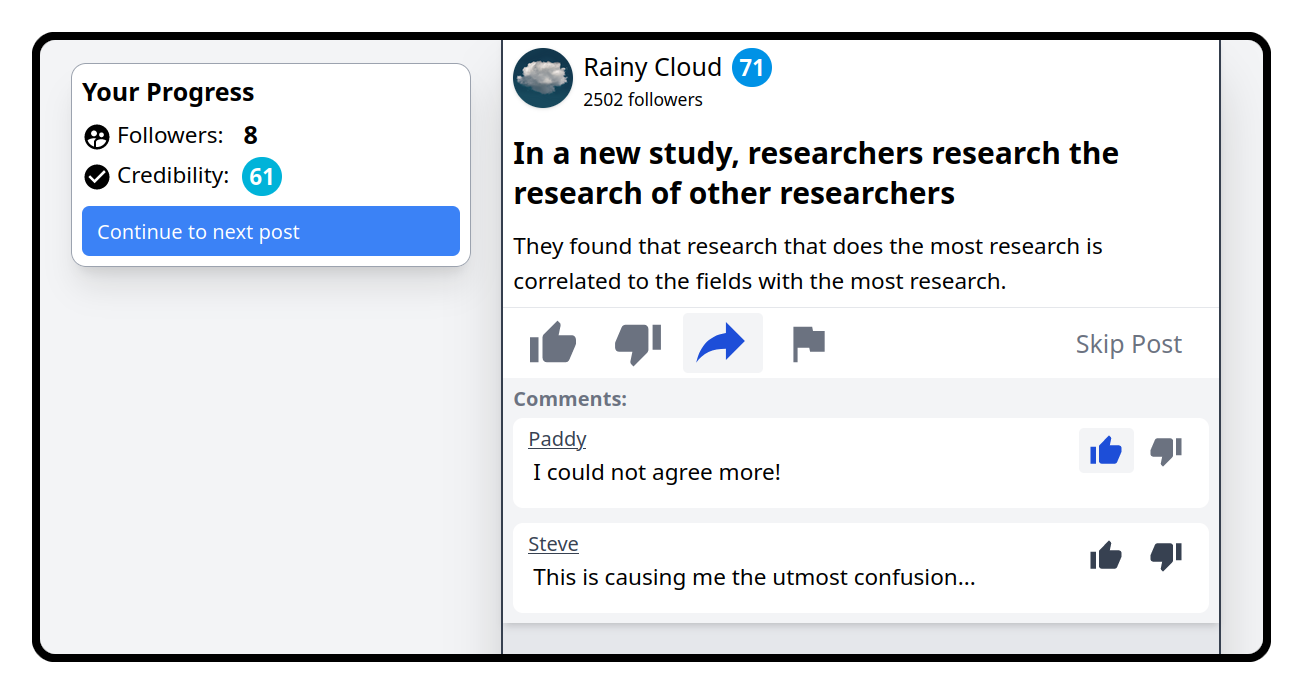 Your Progress
Followers: 8
Credibility: 61
Continue to next post
Rainy Cloud 71
2502 followers
In a new study, researchers research the
research of other researchers
They found that research that does the most research is
correlated to the fields with the most research.
Skip Post
Comments:
Paddy
I could not agree more!
Steve
This is causing me the utmost confusion...